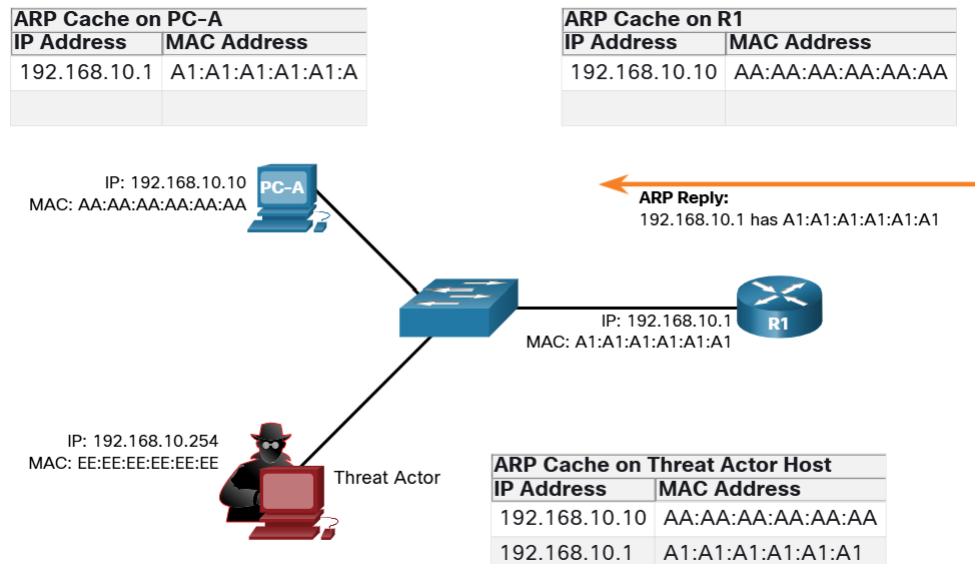 ARP Cache on PC-A
IP Address MAC Address
192.168.10.1 A1:A1:A1:A1:A1:A
ARP Cache on R1
IP Address MAC Address
192.168.10.10 AA:AA:AA:AA:AA:AA
IP: 192.168.10.10
MAC: AA:AA:AA:AA:AA:AA
PC-A
ARP Reply:
192.168.10.1 has A1:A1:A1:A1:A1:A1
IP: 192.168.10.1
MAC: A1:A1:A1:A1:A1:A1
R1
IP: 192.168.10.254
MAC: EE:EE:EE:EE:EE:EE
Threat Actor
ARP Cache on Threat Actor Host
IP Address MAC Address
192.168.10.10 AA:AA:AA:AA:AA:AA
192.168.10.1 A1:A1:A1:A1:A1:A1